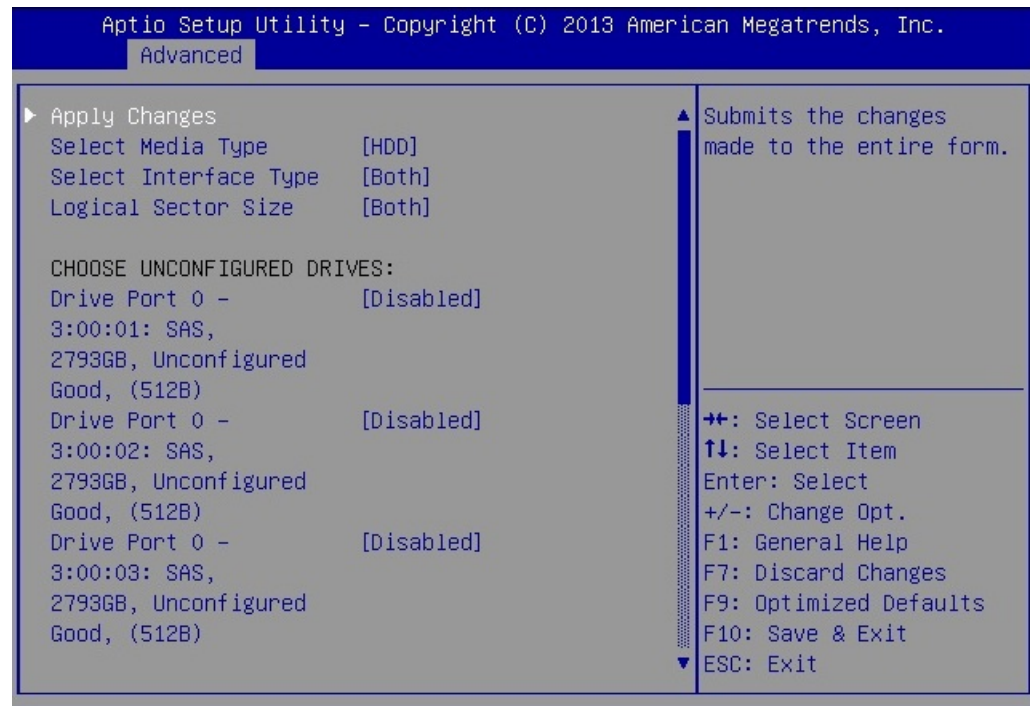 Aptio Setup Utility – Copyright (C) 2013 American Megatrends, Inc.
Advanced
Apply Changes
Select Media Type [HDD]
Select Interface Type [Both]
Logical Sector Size [Both]
CHOOSE UNCONFIGURED DRIVES:
Drive Port 0 – [Disabled]
3:00:01: SAS,
2793GB, Unconfigured
Good, (512B)
Drive Port 0 – [Disabled]
3:00:02: SAS,
2793GB, Unconfigured
Good, (512B)
Drive Port 0 – [Disabled]
3:00:03: SAS,
2793GB, Unconfigured
Good, (512B)
Submits the changes
made to the entire form.
→←: Select Screen
↑↓: Select Item
Enter: Select
+/-: Change Opt.
F1: General Help
F7: Discard Changes
F9: Optimized Defaults
F10: Save & Exit
ESC: Exit